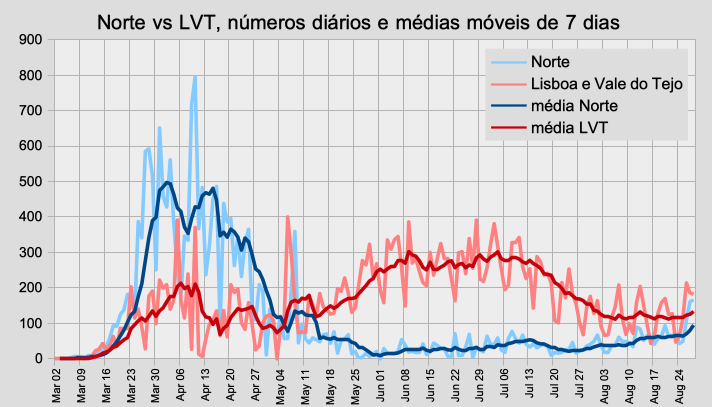 Norte vs LVT, números diários e médias móveis de 7 dias
900
800
700
600
500
400
300
200
100
0
Norte
Lisboa e Vale do Tejo
média Norte
média LVT
Mar 02
Mar 09
Mar 16
Mar 23
Mar 30
Apr 06
Apr 13
Apr 20
Apr 27
May 04
May 11
May 18
May 25
Jun 01
Jun 08
Jun 15
Jun 22
Jun 29
Jul 06
Jul 13
Jul 20
Jul 27
Aug 03
Aug 10
Aug 17
Aug 24